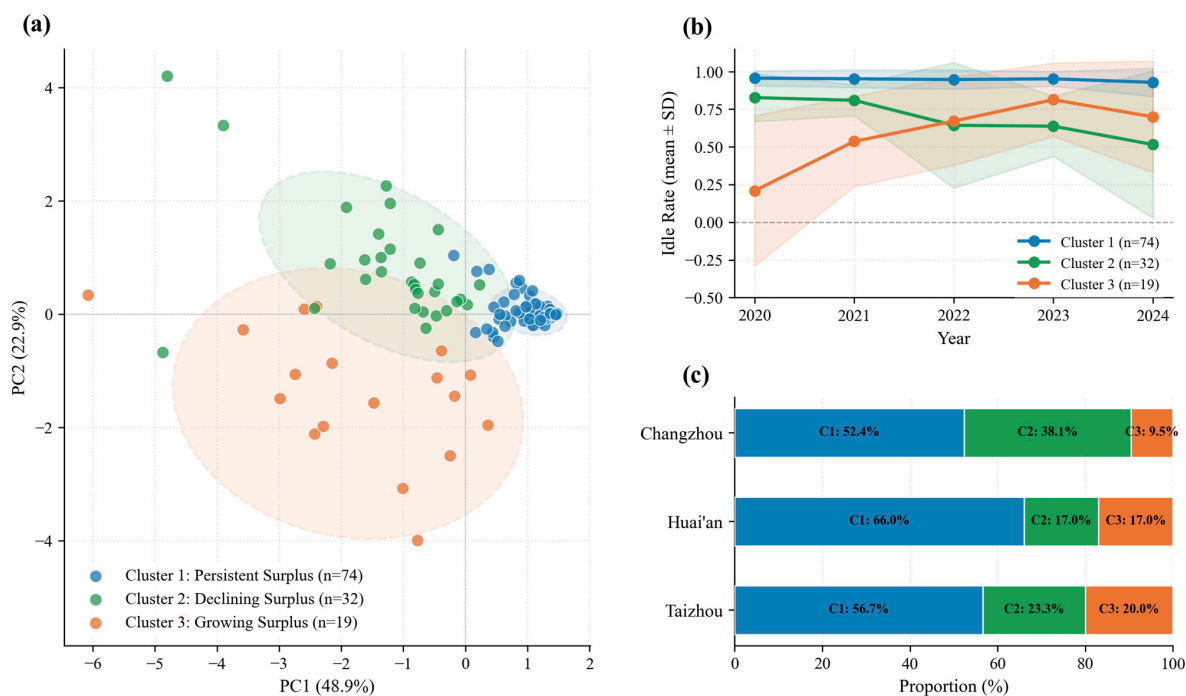 (a)
4
2
0
−2
−4
PC2 (22.9%)
Cluster 1: Persistent Surplus (n=74)
Cluster 2: Declining Surplus (n=32)
Cluster 3: Growing Surplus (n=19)
−6
−5
−4
−3
−2
−1
0
1
2
PC1 (48.9%)
(b)
1.00
0.75
0.50
0.25
0.00
−0.25
−0.50
Idle Rate (mean ± SD)
Cluster 1 (n=74)
Cluster 2 (n=32)
Cluster 3 (n=19)
2020
2021
2022
2023
2024
Year
(c)
Changzhou
C1: 52.4%
C2: 38.1%
C3: 9.5%
Huai'an
C1: 66.0%
C2: 17.0%
C3: 17.0%
Taizhou
C1: 56.7%
C2: 23.3%
C3: 20.0%
0
20
40
60
80
100
Proportion (%)